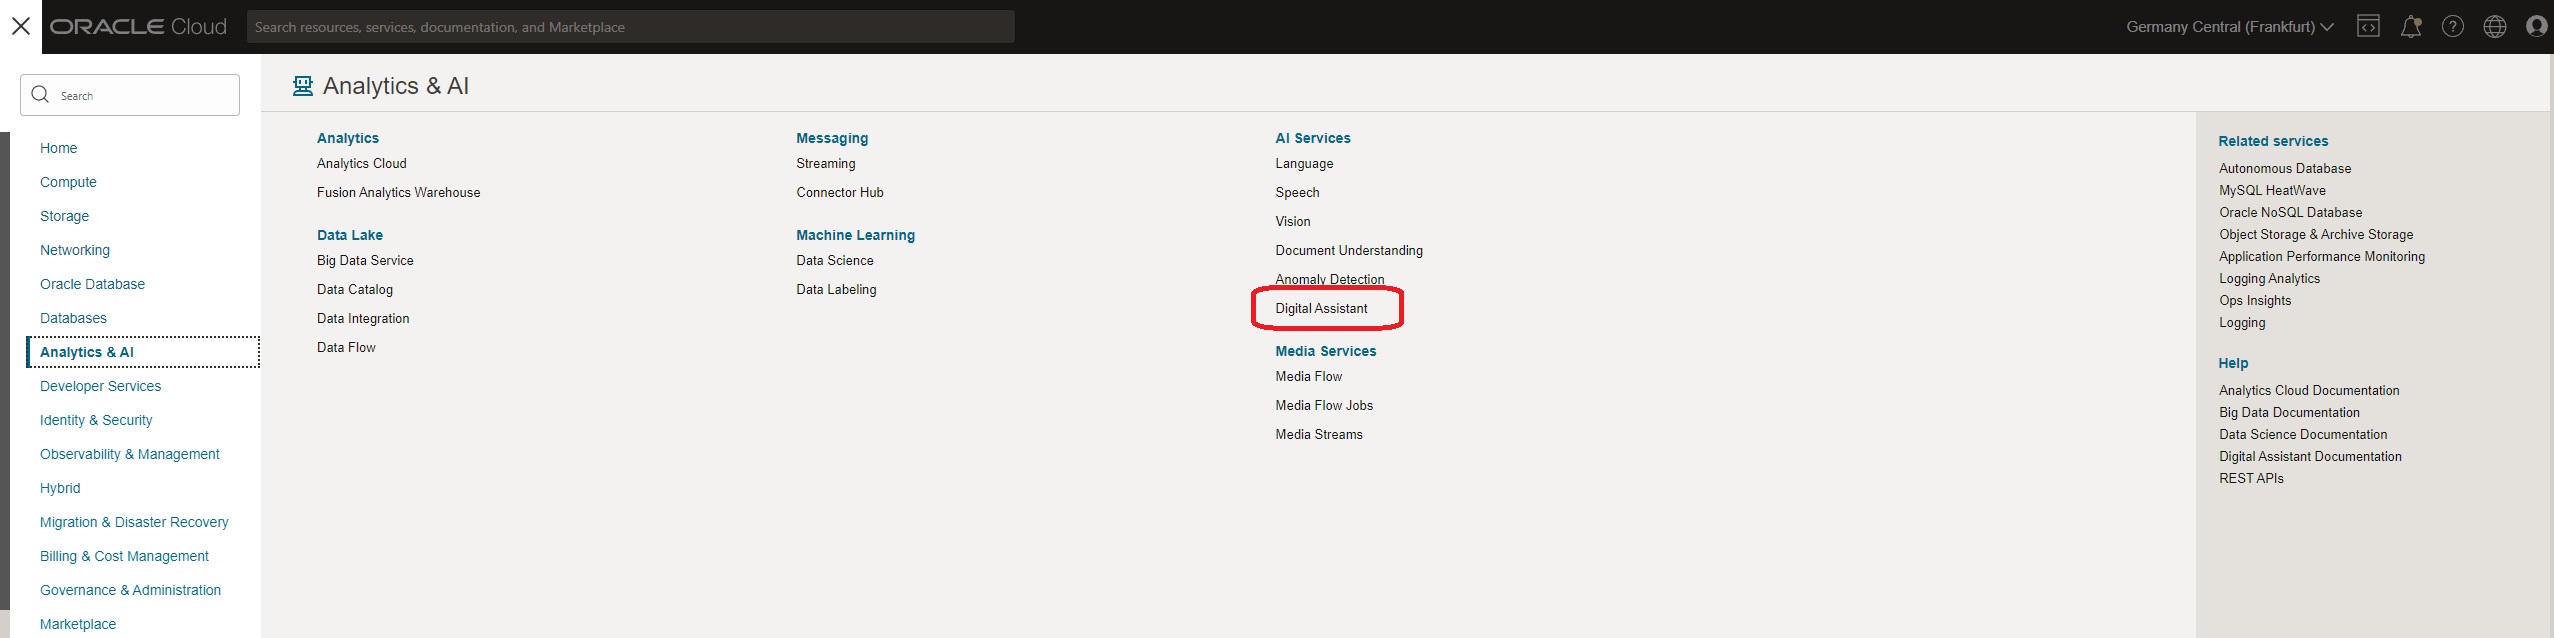 ORACLE Cloud
Search resources, services, documentation, and Marketplace
Germany Central (Frankfurt)
Search
Home
Compute
Storage
Networking
Oracle Database
Databases
Analytics & AI
Developer Services
Identity & Security
Observability & Management
Hybrid
Migration & Disaster Recovery
Billing & Cost Management
Governance & Administration
Marketplace
Analytics & AI
Analytics
Analytics Cloud
Fusion Analytics Warehouse
Data Lake
Big Data Service
Data Catalog
Data Integration
Data Flow
Messaging
Streaming
Connector Hub
Machine Learning
Data Science
Data Labeling
AI Services
Language
Speech
Vision
Document Understanding
Anomaly Detection
Digital Assistant
Media Services
Media Flow
Media Flow Jobs
Media Streams
Related services
Autonomous Database
MySQL HeatWave
Oracle NoSQL Database
Object Storage & Archive Storage
Application Performance Monitoring
Logging Analytics
Ops Insights
Logging
Help
Analytics Cloud Documentation
Big Data Documentation
Data Science Documentation
Digital Assistant Documentation
REST APIs